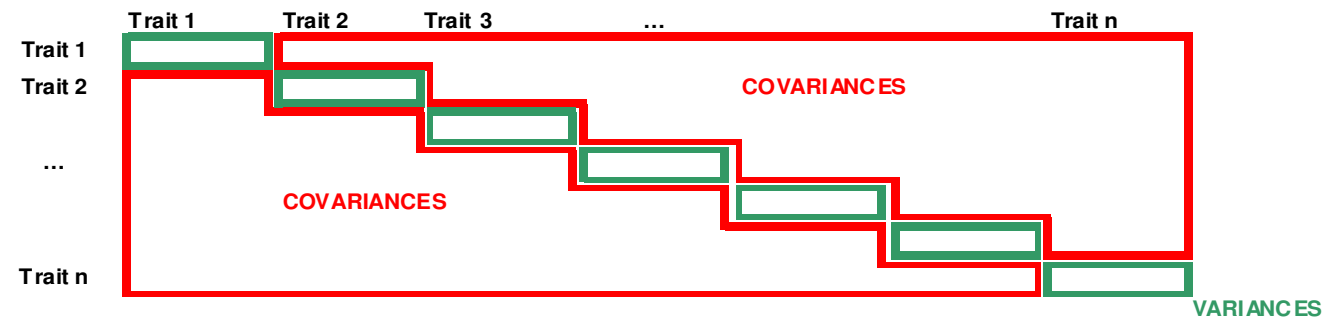 Trait 1 Trait 2 Trait 3 ... Trait n
Trait 1
Trait 2 COVARIANCES
...
COVARIANCES
Trait n
VARIANCES